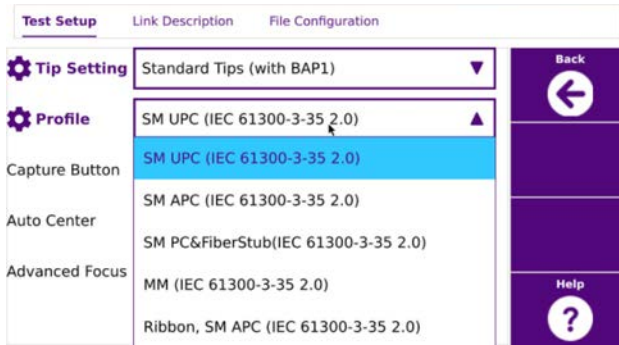 Test Setup Link Description File Configuration
Tip Setting Standard Tips (with BAP1)
Back
Profile SM UPC (IEC 61300-3-35 2.0)
SM UPC (IEC 61300-3-35 2.0)
Capture Button
SM APC (IEC 61300-3-35 2.0)
Auto Center
SM PC&FiberStub(IEC 61300-3-35 2.0)
Advanced Focus
MM (IEC 61300-3-35 2.0)
Help
Ribbon, SM APC (IEC 61300-3-35 2.0)
?